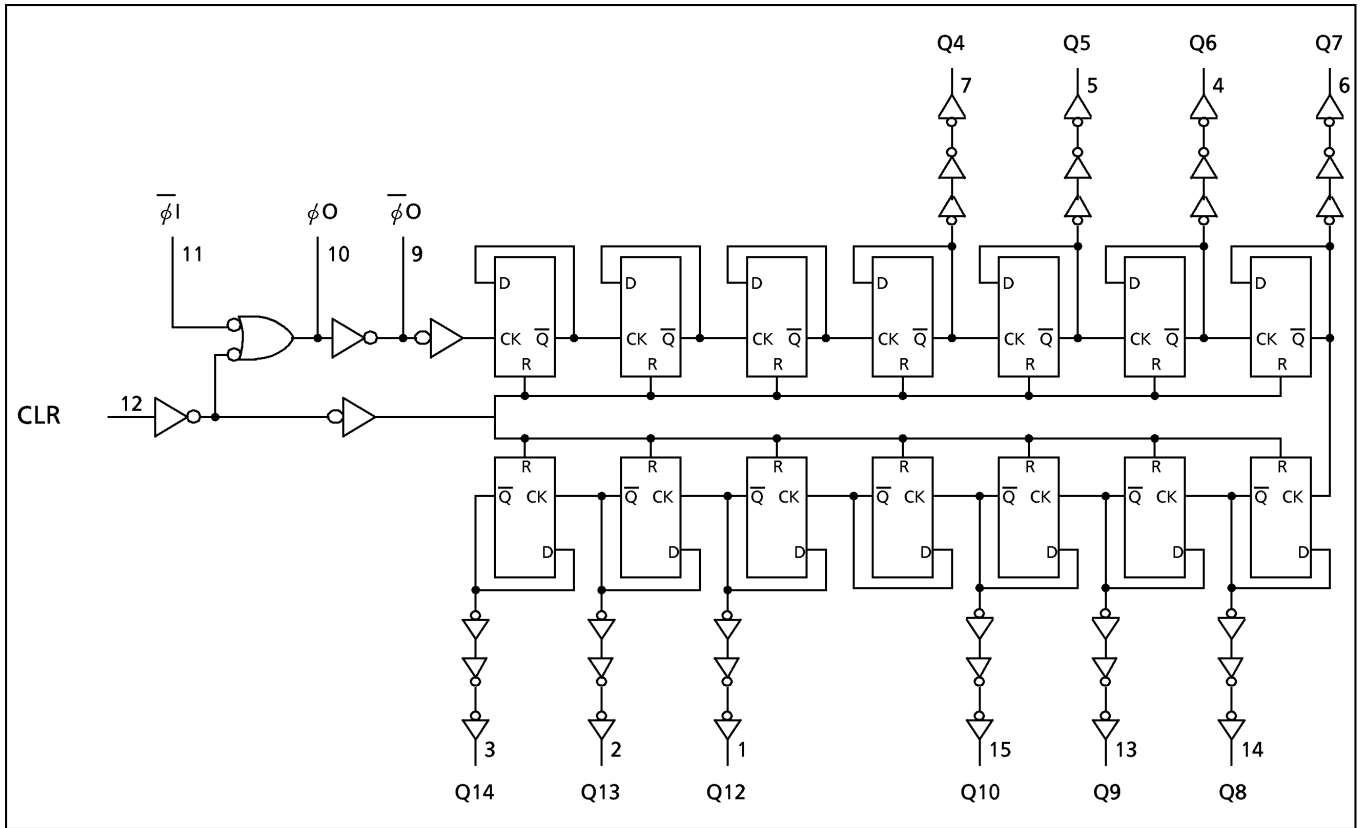 Q4 Q5 Q6 Q7
7 5 4 6
φ̅I φO φ̅O
11 10 9
D D D D D D D
CK Q̅ CK Q̅ CK Q̅ CK Q̅ CK Q̅ CK Q̅ CK Q̅
R R R R R R R
CLR 12
R R R R R R R
Q̅ CK Q̅ CK Q̅ CK Q̅ CK Q̅ CK Q̅ CK Q̅ CK
D D D D D D D
3 2 1 15 13 14
Q14 Q13 Q12 Q10 Q9 Q8